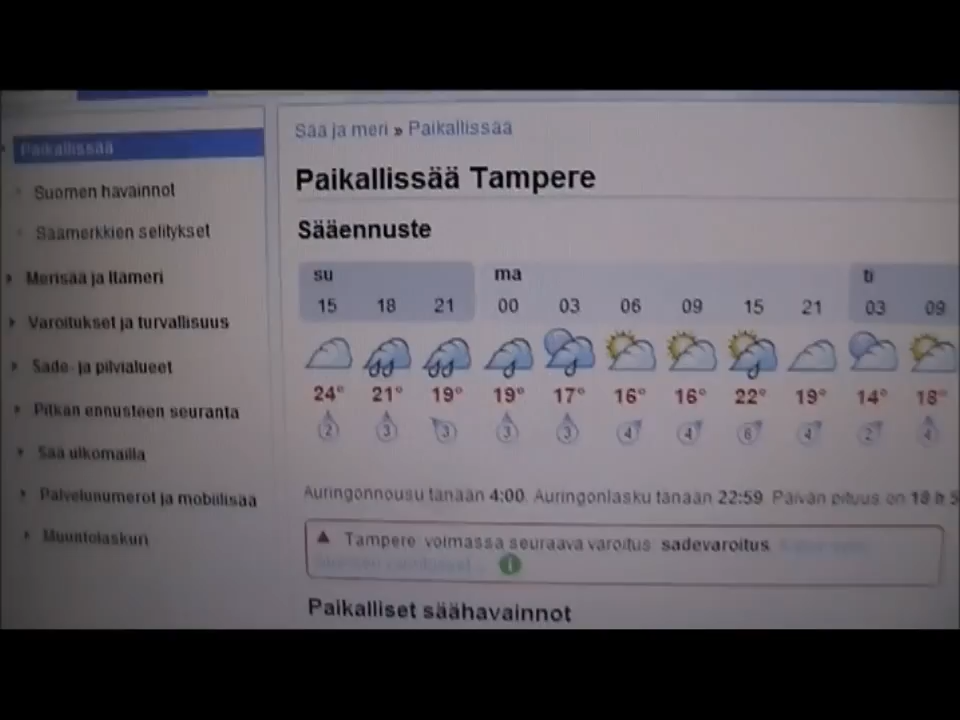 Paikallissää
Suomen havainnot
Säämerkkien selitykset
Merisää ja Itämeri
Varoitukset ja turvallisuus
Sade- ja pilvialueet
Pitkän ennusteen seuranta
Sää ulkomailla
Palvelunumerot ja mobiilisää
Muuntolaskuri
Sää ja meri » Paikallissää
Paikallissää Tampere
Sääennuste
su ma ti
15 18 21 00 03 06 09 15 21 03 09
24° 21° 19° 19° 17° 16° 16° 22° 19° 14° 18°
2 3 3 3 3 4 4 6 4 2 4
Auringonnousu tänään 4:00. Auringonlasku tänään 22:59. Päivän pituus on 18 h 5
Tampere voimassa seuraava varoitus sadevaroitus
Paikalliset säähavainnot